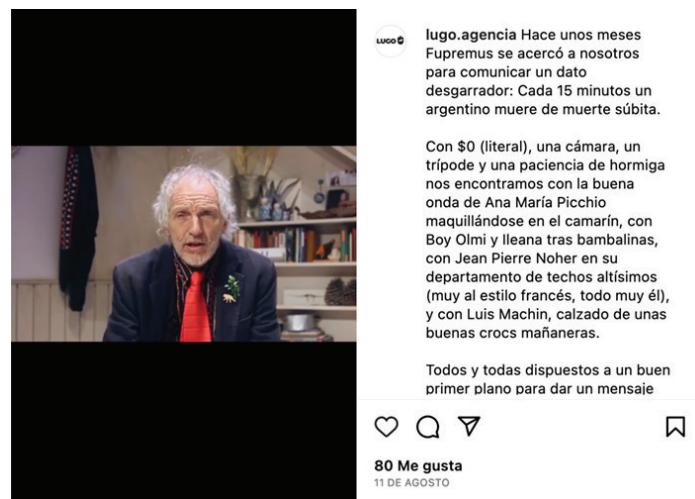 LUGO
lugo.agencia Hace unos meses
Fupremus se acercó a nosotros
para comunicar un dato
desgarrador: Cada 15 minutos un
argentino muere de muerte súbita.
Con $0 (literal), una cámara, un
trípode y una paciencia de hormiga
nos encontramos con la buena
onda de Ana María Picchio
maquillándose en el camarín, con
Boy Olmi y Ileana tras bambalinas,
con Jean Pierre Noher en su
departamento de techos altísimos
(muy al estilo francés, todo muy él),
y con Luis Machin, calzado de unas
buenas crocs mañaneras.
Todos y todas dispuestos a un buen
primer plano para dar un mensaje
80 Me gusta
11 DE AGOSTO